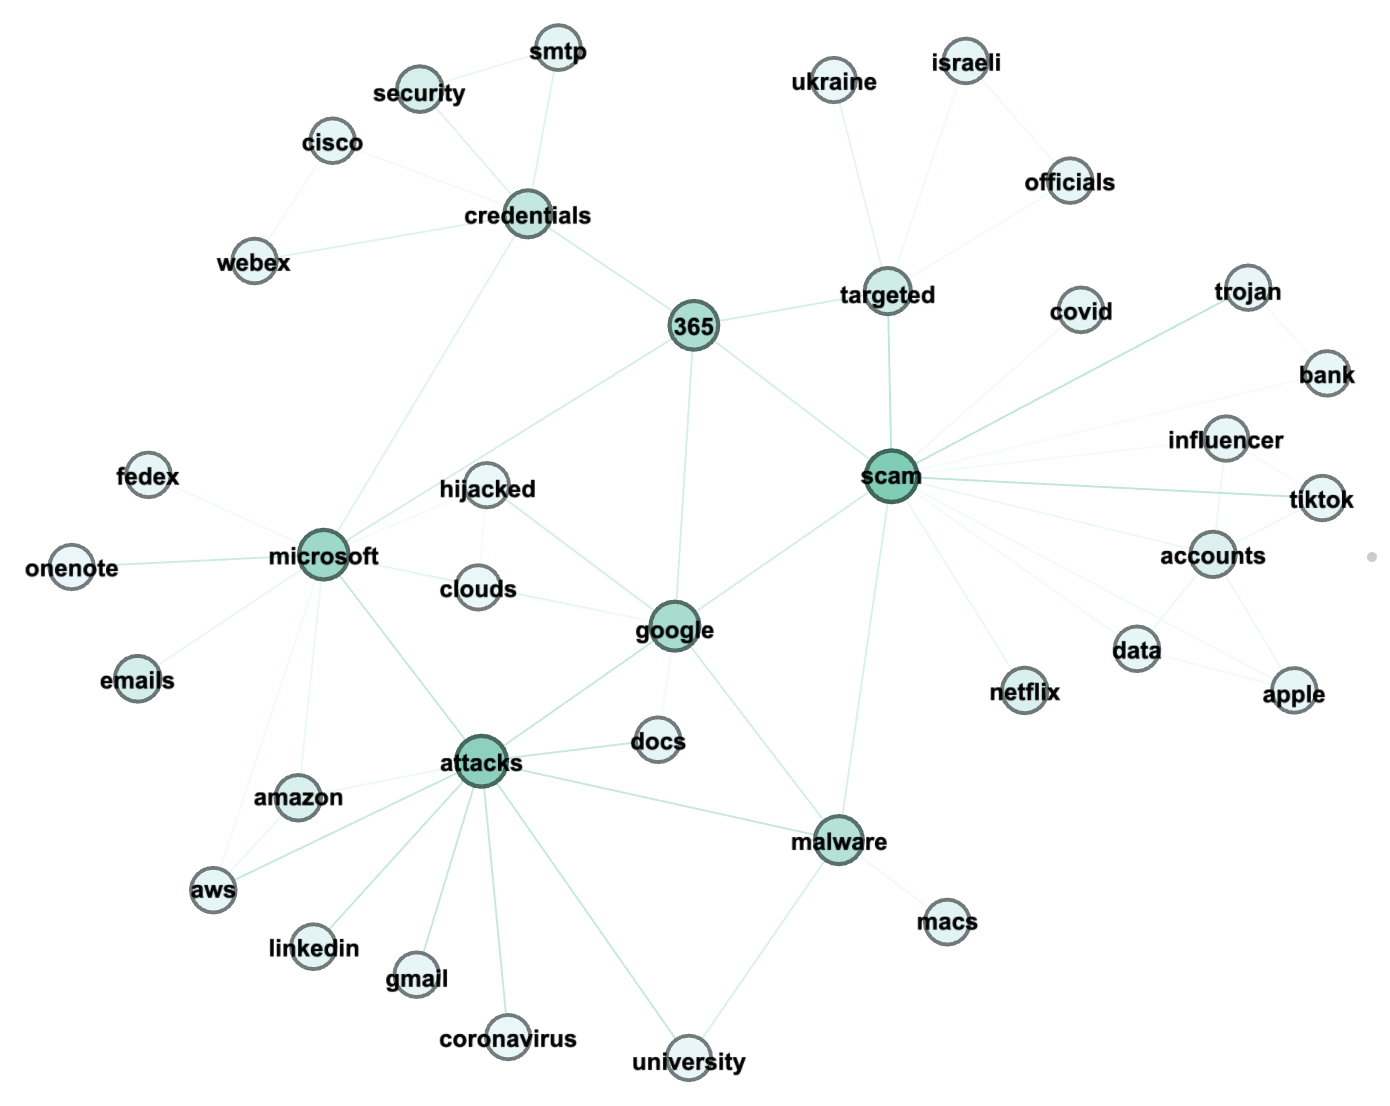 smtp
israeli
ukraine
security
cisco
officials
credentials
webex
trojan
targeted
covid
365
bank
influencer
fedex
scam
hijacked
tiktok
microsoft
accounts
onenote
clouds
google
data
emails
netflix
apple
docs
attacks
amazon
malware
aws
macs
linkedin
gmail
coronavirus
university